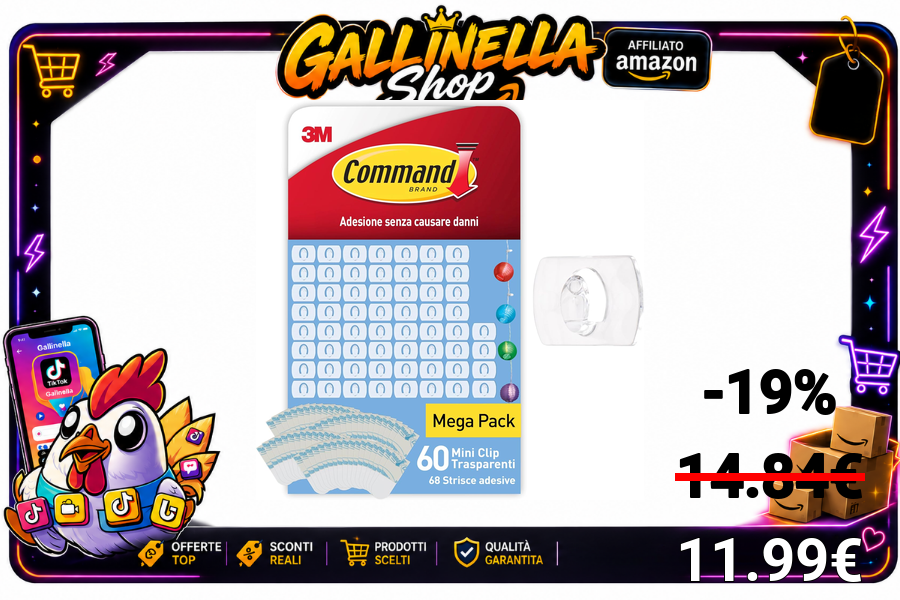 GALLINELLA
Shop
AFFILIATO
amazon
3M
Command
BRAND
Adesione senza causare danni
Mega Pack
60 Mini Clip
Trasparenti
68 Strisce adesive
Gallinella
TikTok
Gallinella
-19%
14.84€
11.99€
OFFERTE
TOP
SCONTI
REALI
PRODOTTI
SCELTI
QUALITÀ
GARANTITA